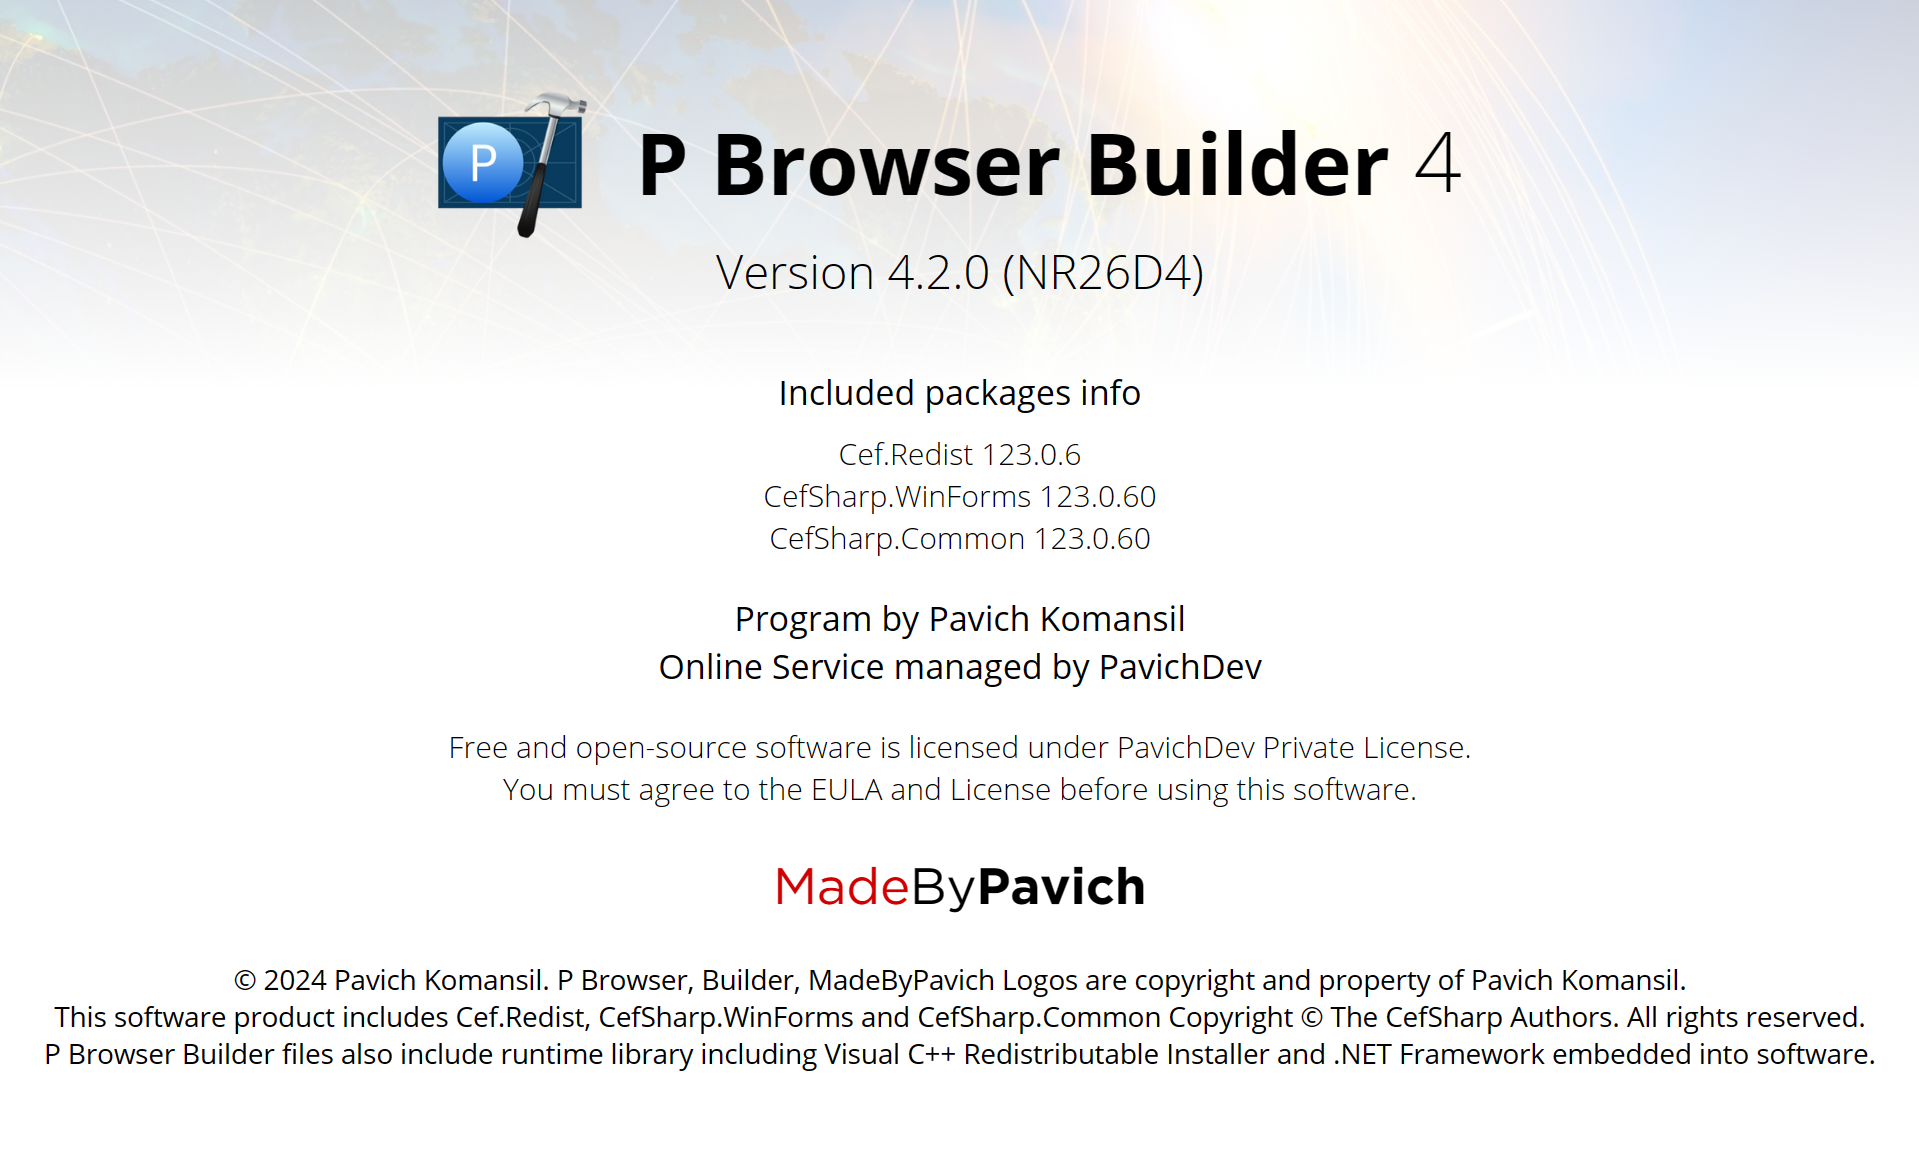 P
P Browser Builder 4
Version 4.2.0 (NR26D4)
Included packages info
Cef.Redist 123.0.6
CefSharp.WinForms 123.0.60
CefSharp.Common 123.0.60
Program by Pavich Komansil
Online Service managed by PavichDev
Free and open-source software is licensed under PavichDev Private License.
You must agree to the EULA and License before using this software.
MadeByPavich
© 2024 Pavich Komansil. P Browser, Builder, MadeByPavich Logos are copyright and property of Pavich Komansil.
This software product includes Cef.Redist, CefSharp.WinForms and CefSharp.Common Copyright © The CefSharp Authors. All rights reserved.
P Browser Builder files also include runtime library including Visual C++ Redistributable Installer and .NET Framework embedded into software.